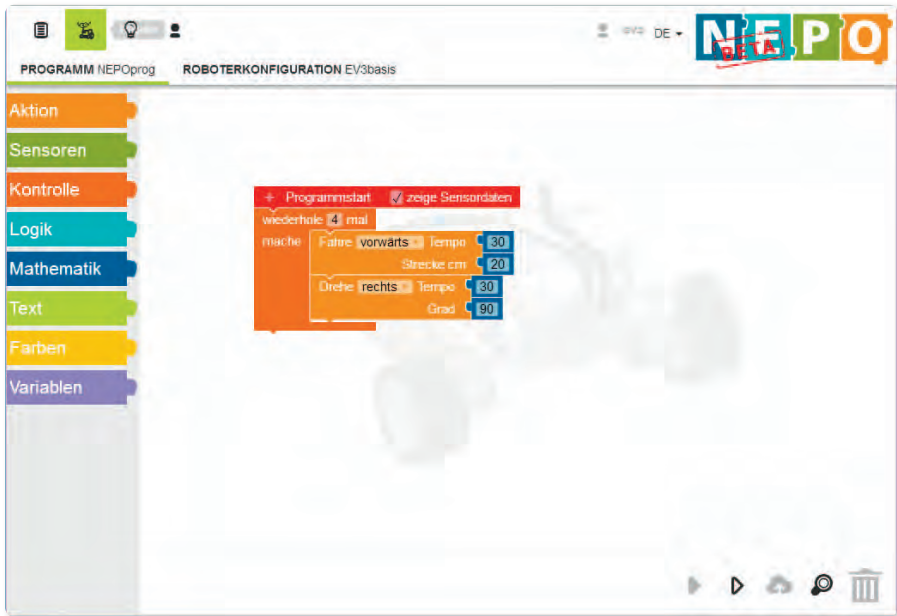 DE
NEPO
BETA
PROGRAMM NEPOprog ROBOTERKONFIGURATION EV3basis
Aktion
Sensoren
Kontrolle
Logik
Mathematik
Text
Farben
Variablen
+ Programmstart zeige Sensordaten
wiederhole 4 mal
mache Fahre vorwärts Tempo 30
Strecke cm 20
Drehe rechts Tempo 30
Grad 90